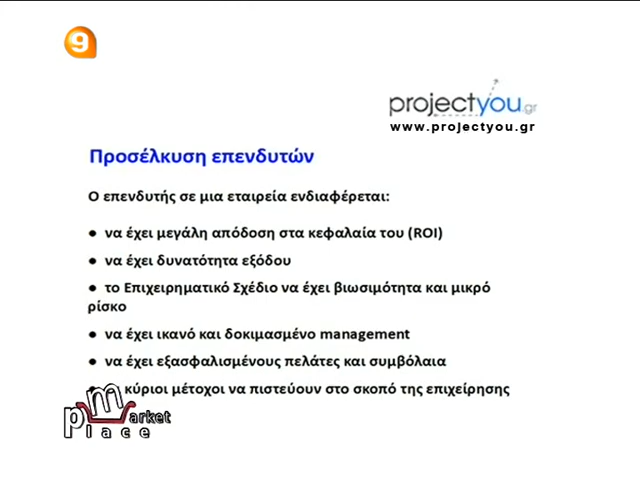 9
projectyou.gr
www.projectyou.gr
Προσέλκυση επενδυτών
Ο επενδυτής σε μια εταιρεία ενδιαφέρεται:
● να έχει μεγάλη απόδοση στα κεφαλαία του (ROI)
● να έχει δυνατότητα εξόδου
● το Επιχειρηματικό Σχέδιο να έχει βιωσιμότητα και μικρό
ρίσκο
● να έχει ικανό και δοκιμασμένο management
● να έχει εξασφαλισμένους πελάτες και συμβόλαια
κύριοι μέτοχοι να πιστεύουν στο σκοπό της επιχείρησης
market
place